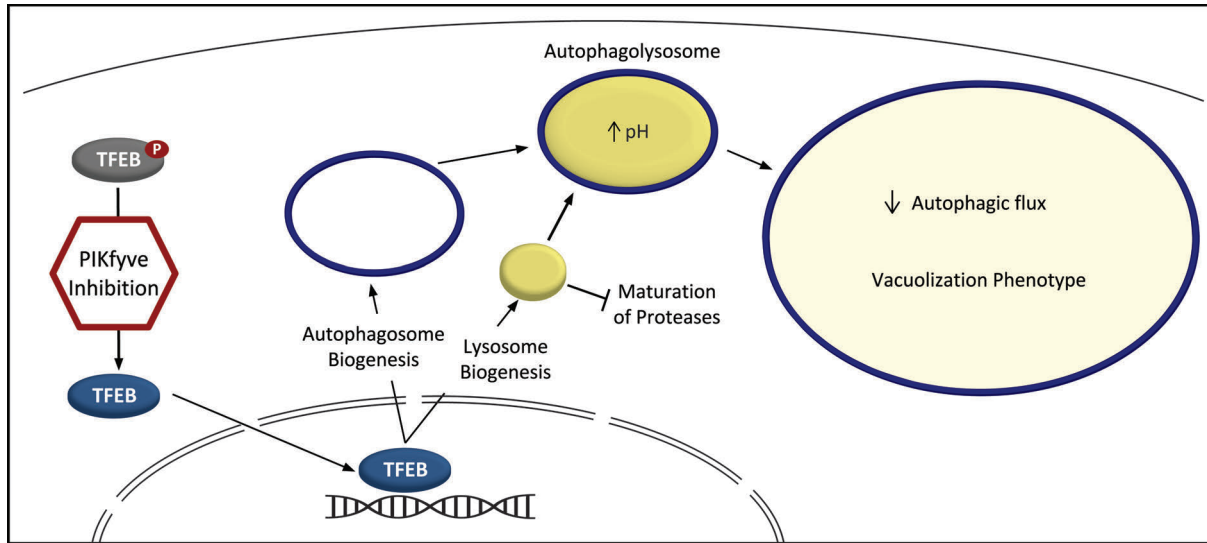 Autophagolysosome
↑ pH
TFEB
P
PIKfyve
Inhibition
TFEB
Autophagosome
Biogenesis
Lysosome
Biogenesis
Maturation
of Proteases
TFEB
↓ Autophagic flux
Vacuolization Phenotype